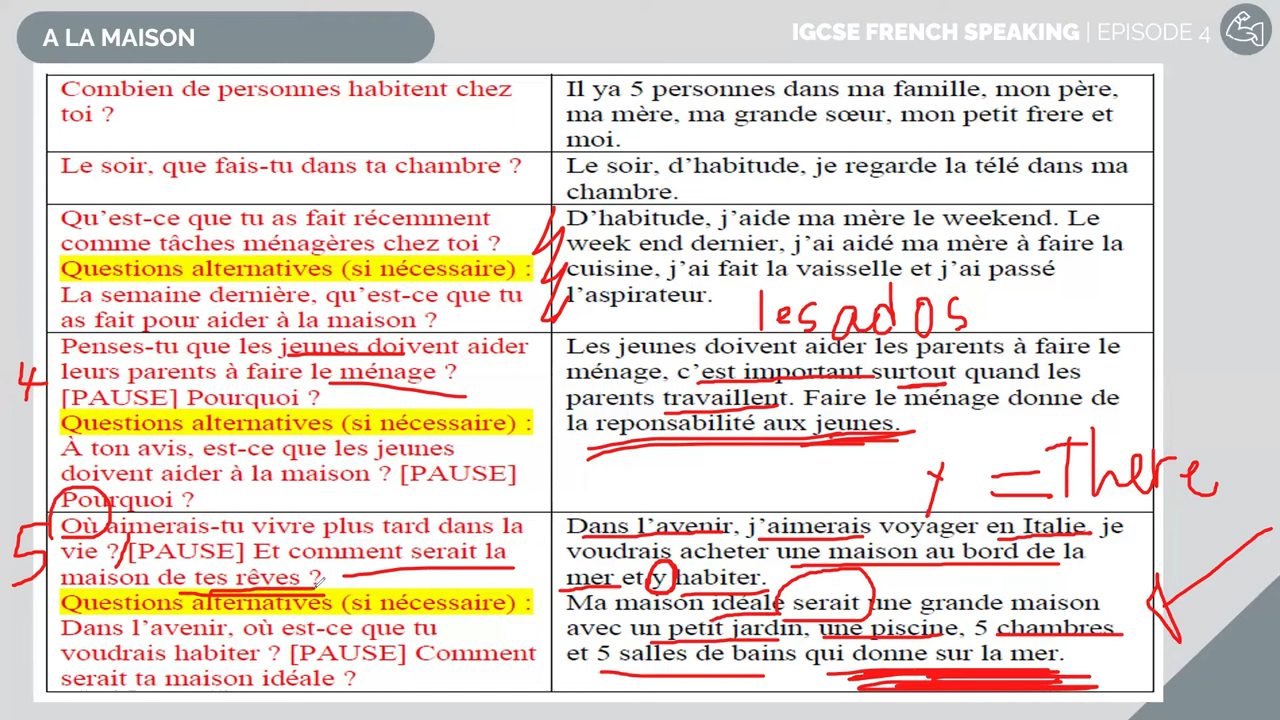 A LA MAISON
IGCSE FRENCH SPEAKING | EPISODE 4
Combien de personnes habitent chez
toi ?
Il ya 5 personnes dans ma famille, mon père,
ma mère, ma grande sœur, mon petit frere et
moi.
Le soir, que fais-tu dans ta chambre ?
Le soir, d’habitude, je regarde la télé dans ma
chambre.
Qu’est-ce que tu as fait récemment
comme tâches ménagères chez toi ?
Questions alternatives (si nécessaire) :
La semaine dernière, qu’est-ce que tu
as fait pour aider à la maison ?
D’habitude, j’aide ma mère le weekend. Le
week end dernier, j’ai aidé ma mère à faire la
cuisine, j’ai fait la vaisselle et j’ai passé
l’aspirateur.
les ados
4
Penses-tu que les jeunes doivent aider
leurs parents à faire le ménage ?
[PAUSE] Pourquoi ?
Questions alternatives (si nécessaire) :
À ton avis, est-ce que les jeunes
doivent aider à la maison ? [PAUSE]
Pourquoi ?
Les jeunes doivent aider les parents à faire le
ménage, c’est important surtout quand les
parents travaillent. Faire le ménage donne de
la reponsabilité aux jeunes.
y = There
5
Où aimerais-tu vivre plus tard dans la
vie ? [PAUSE] Et comment serait la
maison de tes rêves ?
Questions alternatives (si nécessaire) :
Dans l’avenir, où est-ce que tu
voudrais habiter ? [PAUSE] Comment
serait ta maison idéale ?
Dans l’avenir, j’aimerais voyager en Italie, je
voudrais acheter une maison au bord de la
mer et y habiter.
Ma maison idéale serait une grande maison
avec un petit jardin, une piscine, 5 chambres
et 5 salles de bains qui donne sur la mer.